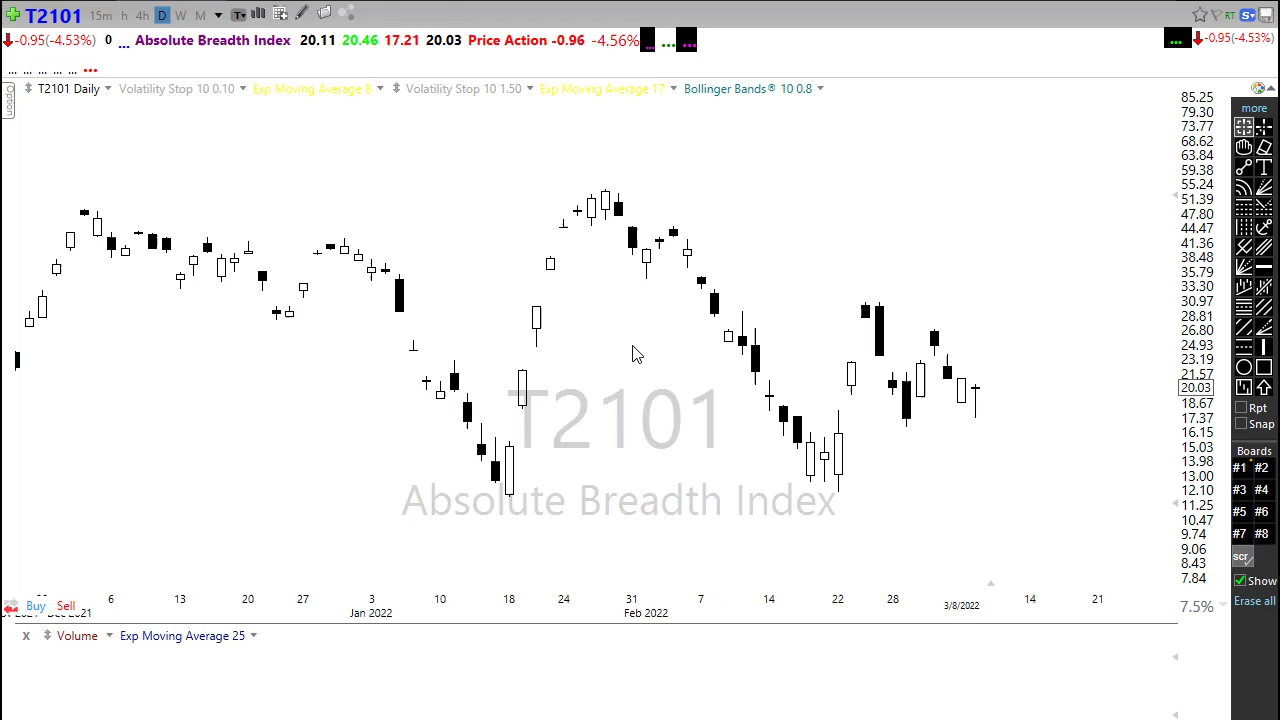 T2101 15m h 4h D W M T RT S
-0.95(-4.53%) 0 ... Absolute Breadth Index 20.11 20.46 17.21 20.03 Price Action -0.96 -4.56% ... ... ... ... -0.95(-4.53%)
... ... ... ... ... ...
Option T2101 Daily Volatility Stop 10 0.10 Exp Moving Average 8 Volatility Stop 10 1.50 Exp Moving Average 17 Bollinger Bands® 10 0.8
85.25
more
79.30
73.77
68.62
63.84
59.38
55.24
51.39
47.80
44.47
41.36
38.48
35.79
33.30
30.97
28.81
26.80
24.93
23.19
21.57
20.03
18.67
Rpt
17.37
Snap
16.15
T2101
15.03
Boards
13.98
#1 #2
13.00
12.10
#3 #4
Absolute Breadth Index
11.25
#5 #6
10.47
9.74
#7 #8
9.06
scr
8.43
7.84
Show
6 13 20 27 3 10 18 24 31 7 14 22 28 3/8/2022 14 21
Erase all
Buy Sell Dec 21 Jan 2022 Feb 2022 7.5%
x Volume Exp Moving Average 25